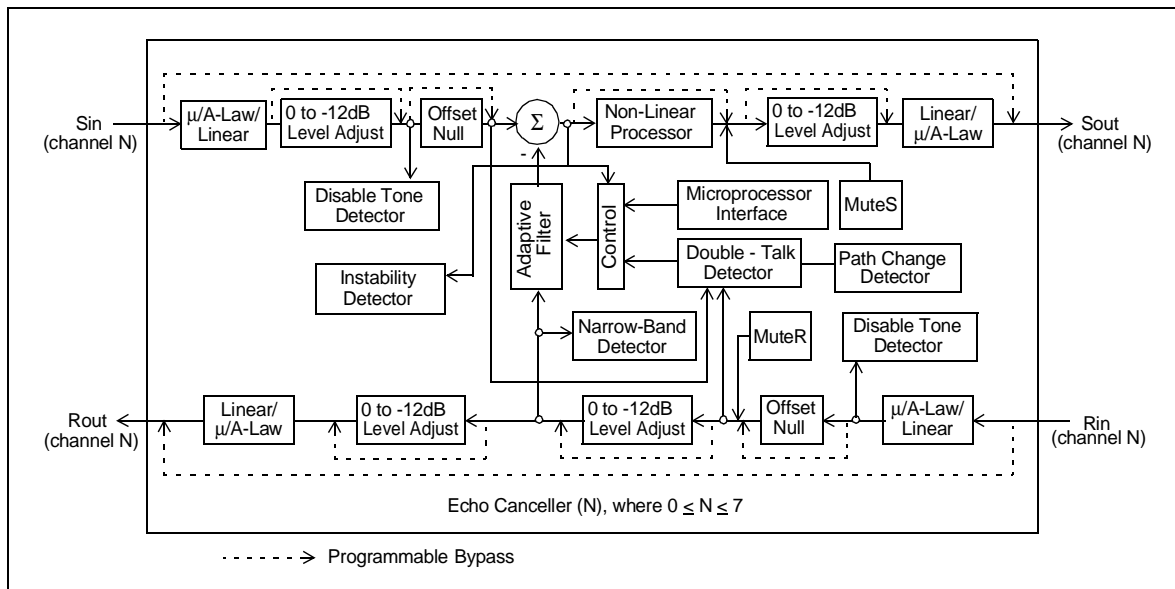 Sin
(channel N)
μ/A-Law/
Linear
0 to -12dB
Level Adjust
Offset
Null
Σ
-
Non-Linear
Processor
0 to -12dB
Level Adjust
Linear/
μ/A-Law
Sout
(channel N)
Disable Tone
Detector
Adaptive
Filter
Control
Microprocessor
Interface
MuteS
Instability
Detector
Double - Talk
Detector
Path Change
Detector
Narrow-Band
Detector
MuteR
Disable Tone
Detector
Rout
(channel N)
Linear/
μ/A-Law
0 to -12dB
Level Adjust
0 to -12dB
Level Adjust
Offset
Null
μ/A-Law/
Linear
Rin
(channel N)
Echo Canceller (N), where 0 ≤ N ≤ 7
Programmable Bypass